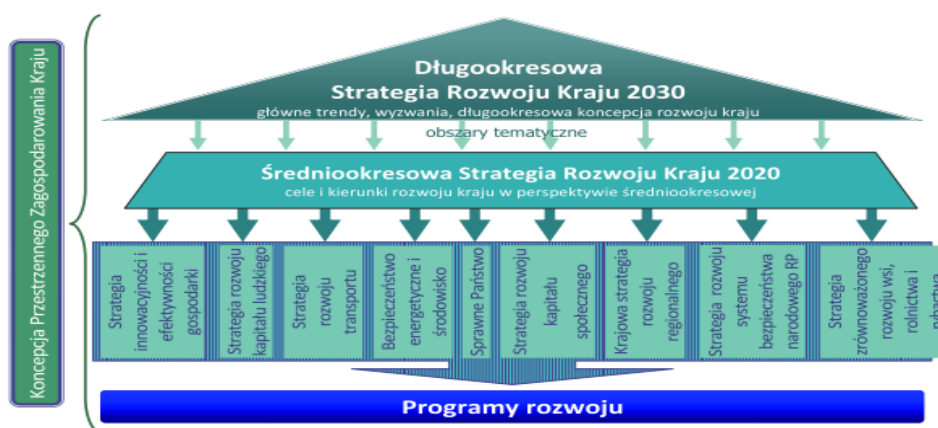 Koncepcja Przestrzennego Zagospodarowania Kraju
Długookresowa
Strategia Rozwoju Kraju 2030
główne trendy, wyzwania, długookresowa koncepcja rozwoju kraju
obszary tematyczne
Średniookresowa Strategia Rozwoju Kraju 2020
cele i kierunki rozwoju kraju w perspektywie średniookresowej
Strategia
innowacyjności i
efektywności
gospodarki
Strategia rozwoju
kapitału ludzkiego
Strategia
rozwoju
transportu
Bezpieczeństwo
energetyczne i
środowisko
Sprawne Państwo
Strategia rozwoju
kapitału
społecznego
Krajowa strategia
rozwoju
regionalnego
Strategia rozwoju
systemu
bezpieczeństwa
narodowego RP
Strategia
zrównoważonego
rozwoju wsi,
rolnictwa i
Programy rozwoju